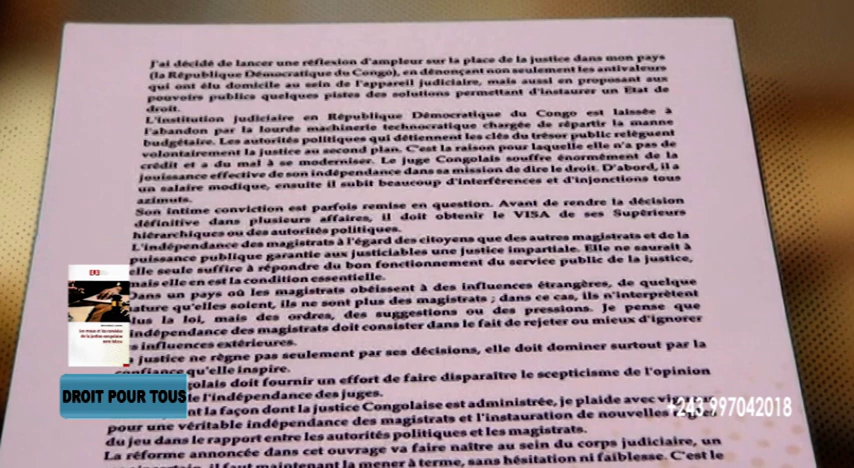 J'ai décidé de lancer une réflexion d'ampleur sur la place de la justice dans mon pays
(la République Démocratique du Congo), en dénonçant non seulement les antivaleurs
qui ont élu domicile au sein de l'appareil judiciaire, mais aussi en proposant aux
pouvoirs publics quelques pistes des solutions permettant d'instaurer un Etat de
droit.
L'institution judiciaire en République Démocratique du Congo est laissée à
l'abandon par la lourde machinerie technocratique chargée de répartir la manne
budgétaire. Les autorités politiques qui détiennent les clés du trésor public relèguent
volontairement la justice au second plan. C'est la raison pour laquelle elle n'a pas de
crédit et a du mal à se moderniser. Le juge Congolais souffre énormément de la
jouissance effective de son indépendance dans sa mission de dire le droit. D'abord, il a
un salaire modique, ensuite il subit beaucoup d'interférences et d'injonctions tous
azimuts.
Son intime conviction est parfois remise en question. Avant de rendre la décision
définitive dans plusieurs affaires, il doit obtenir le VISA de ses Supérieurs
hiérarchiques ou des autorités politiques.
L'indépendance des magistrats à l'égard des citoyens que des autres magistrats et de la
puissance publique garantie aux justiciables une justice impartiale. Elle ne saurait à
elle seule suffire à répondre du bon fonctionnement du service public de la justice,
mais elle en est la condition essentielle.
Dans un pays où les magistrats obéissent à des influences étrangères, de quelque
nature qu'elles soient, ils ne sont plus des magistrats ; dans ce cas, ils n'interprètent
plus la loi, mais des ordres, des suggestions ou des pressions. Je pense que
indépendance des magistrats doit consister dans le fait de rejeter ou mieux d'ignorer
influences extérieures.
justice ne règne pas seulement par ses décisions, elle doit dominer surtout par la
confiance qu'elle inspire.
doit fournir un effort de faire disparaître le scepticisme de l'opinion
de l'indépendance des juges.
la façon dont la justice Congolaise est administrée, je plaide avec
pour une véritable indépendance des magistrats et l'instauration de nouvelles
du jeu dans le rapport entre les autorités politiques et les magistrats.
La réforme annoncée dans cet ouvrage va faire naître au sein du corps judiciaire, un
il faut maintenant la mener à terme, sans hésitation ni faiblesse. C'est le
DROIT POUR TOUS
+243 997042018